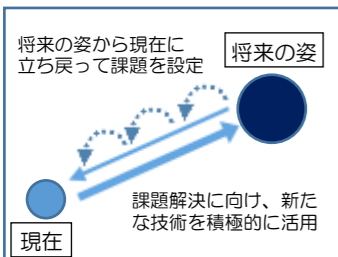 将来の姿から現在に
立ち戻って課題を設定
将来の姿
課題解決に向け、新た
な技術を積極的に活用
現在